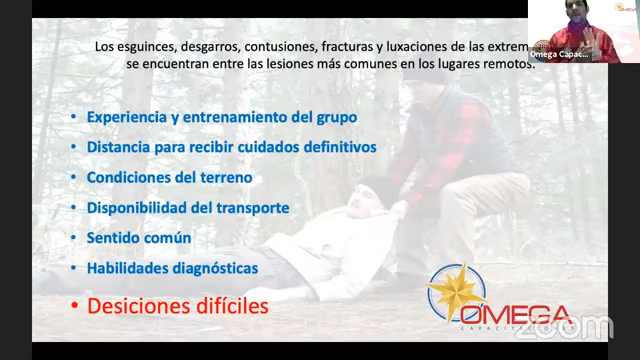 OMEGA
Omega Capac...
Los esguinces, desgarros, contusiones, fracturas y luxaciones de las extrem
se encuentran entre las lesiones más comunes en los lugares remotos.
• Experiencia y entrenamiento del grupo
• Distancia para recibir cuidados definitivos
• Condiciones del terreno
• Disponibilidad del transporte
• Sentido común
• Habilidades diagnósticas
• Desiciones difíciles
OMEGA
CAPACITACIONES
zoom